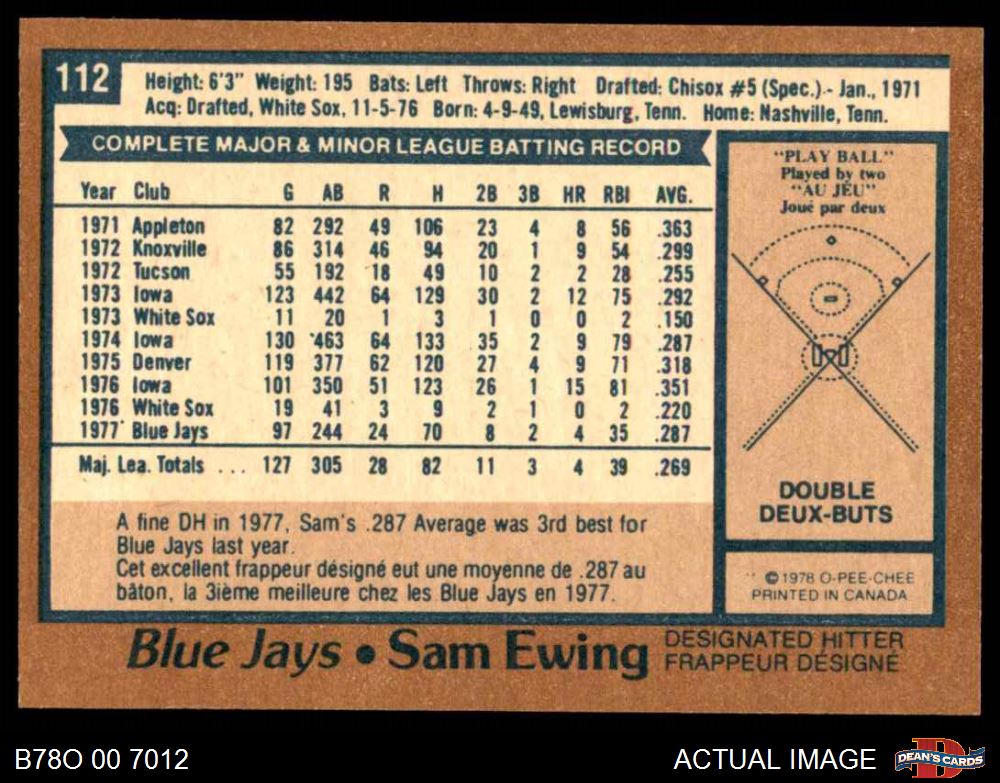 112
Height: 6'3" Weight: 195 Bats: Left Throws: Right Drafted: Chisox #5 (Spec.)- Jan., 1971
Acq: Drafted, White Sox, 11-5-76 Born: 4-9-49, Lewisburg, Tenn. Home: Nashville, Tenn.
COMPLETE MAJOR & MINOR LEAGUE BATTING RECORD
Year Club G AB R H 2B 3B HR RBI AVG.
1971 Appleton 82 292 49 106 23 4 8 56 .363
1972 Knoxville 86 314 46 94 20 1 9 54 .299
1972 Tucson 55 192 18 49 10 2 2 28 .255
1973 Iowa 123 442 64 129 30 2 12 75 .292
1973 White Sox 11 20 1 3 1 0 0 2 .150
1974 Iowa 130 463 64 133 35 2 9 79 .287
1975 Denver 119 377 62 120 27 4 9 71 .318
1976 Iowa 101 350 51 123 26 1 15 81 .351
1976 White Sox 19 41 3 9 2 1 0 2 .220
1977 Blue Jays 97 244 24 70 8 2 4 35 .287
Maj. Lea. Totals ... 127 305 28 82 11 3 4 39 .269
A fine DH in 1977, Sam's .287 Average was 3rd best for
Blue Jays last year.
Cet excellent frappeur désigné eut une moyenne de .287 au
bâton, la 3ième meilleure chez les Blue Jays en 1977.
"PLAY BALL"
Played by two
"AU JEU"
Joué par deux
DOUBLE
DEUX-BUTS
©1978 O-PEE-CHEE
PRINTED IN CANADA
Blue Jays • Sam Ewing
DESIGNATED HITTER
FRAPPEUR DÉSIGNÉ
B78O 00 7012
ACTUAL IMAGE
DEAN'S CARDS